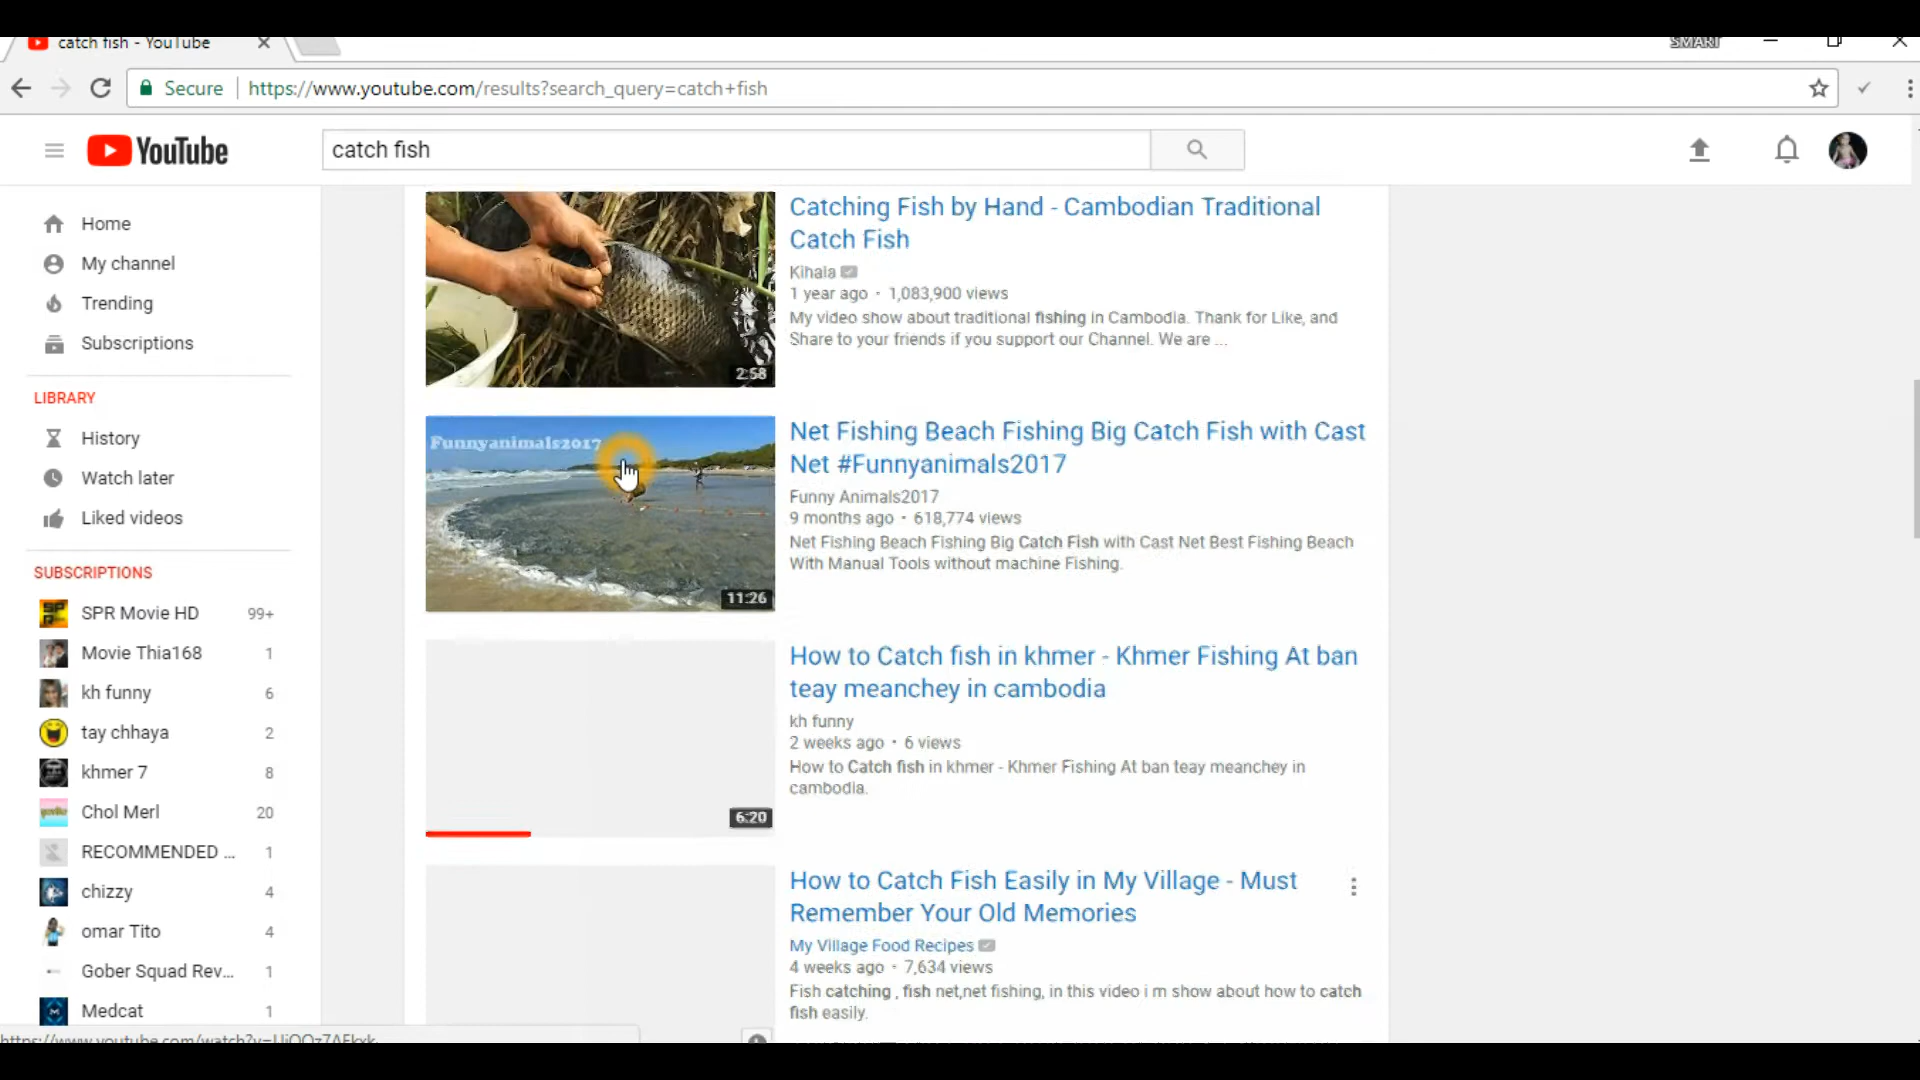 catch fish - YouTube
SMART
Secure
https://www.youtube.com/results?search_query=catch+fish
YouTube
catch fish
Home
My channel
Trending
Subscriptions
LIBRARY
History
Watch later
Liked videos
SUBSCRIPTIONS
SPR Movie HD 99+
Movie Thia168 1
kh funny 6
tay chhaya 2
khmer 7 8
Chol Merl 20
RECOMMENDED ... 1
chizzy 4
omar Tito 4
Gober Squad Rev... 1
Medcat 1
2:58
Catching Fish by Hand - Cambodian Traditional
Catch Fish
Kihala
1 year ago • 1,083,900 views
My video show about traditional fishing in Cambodia. Thank for Like, and
Share to your friends if you support our Channel. We are ...
Funnyanimals2017
11:26
Net Fishing Beach Fishing Big Catch Fish with Cast
Net #Funnyanimals2017
Funny Animals2017
9 months ago • 618,774 views
Net Fishing Beach Fishing Big Catch Fish with Cast Net Best Fishing Beach
With Manual Tools without machine Fishing.
6:20
How to Catch fish in khmer - Khmer Fishing At ban
teay meanchey in cambodia
kh funny
2 weeks ago • 6 views
How to Catch fish in khmer - Khmer Fishing At ban teay meanchey in
cambodia.
How to Catch Fish Easily in My Village - Must
Remember Your Old Memories
My Village Food Recipes
4 weeks ago • 7,634 views
Fish catching , fish net,net fishing, in this video i m show about how to catch
fish easily.